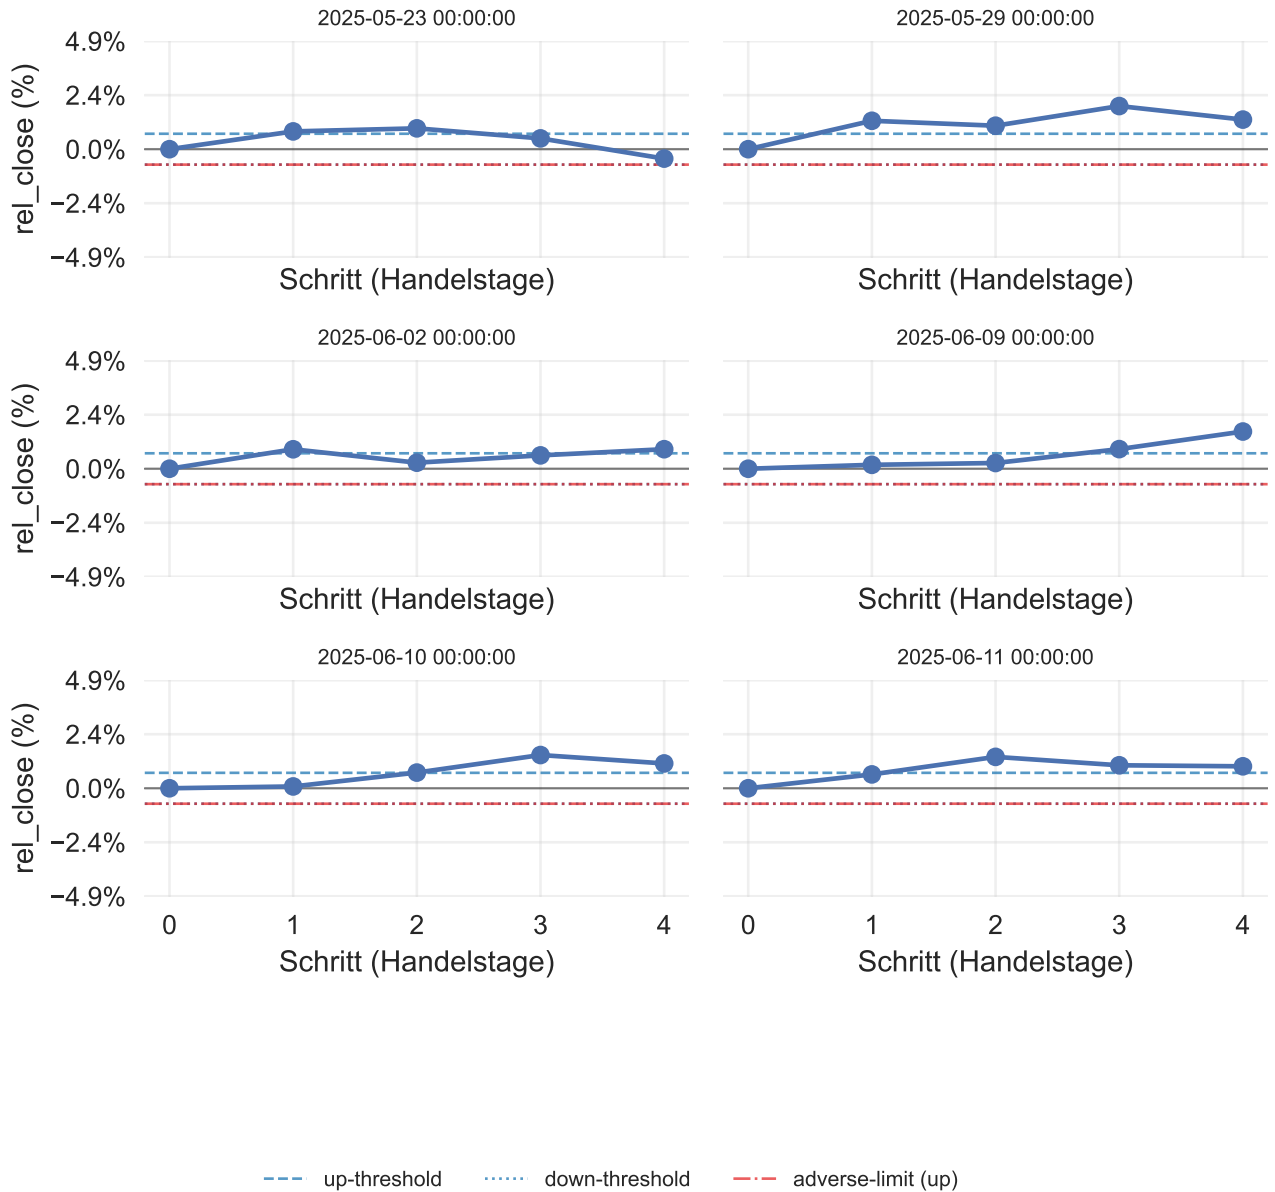 2025-05-23 00:00:00
2025-05-29 00:00:00
4.9%
2.4%
0.0%
−2.4%
−4.9%
rel_close (%)
Schritt (Handelstage)
Schritt (Handelstage)
2025-06-02 00:00:00
2025-06-09 00:00:00
4.9%
2.4%
0.0%
−2.4%
−4.9%
rel_close (%)
Schritt (Handelstage)
Schritt (Handelstage)
2025-06-10 00:00:00
2025-06-11 00:00:00
4.9%
2.4%
0.0%
−2.4%
−4.9%
rel_close (%)
0 1 2 3 4
0 1 2 3 4
Schritt (Handelstage)
Schritt (Handelstage)
up-threshold down-threshold adverse-limit (up)